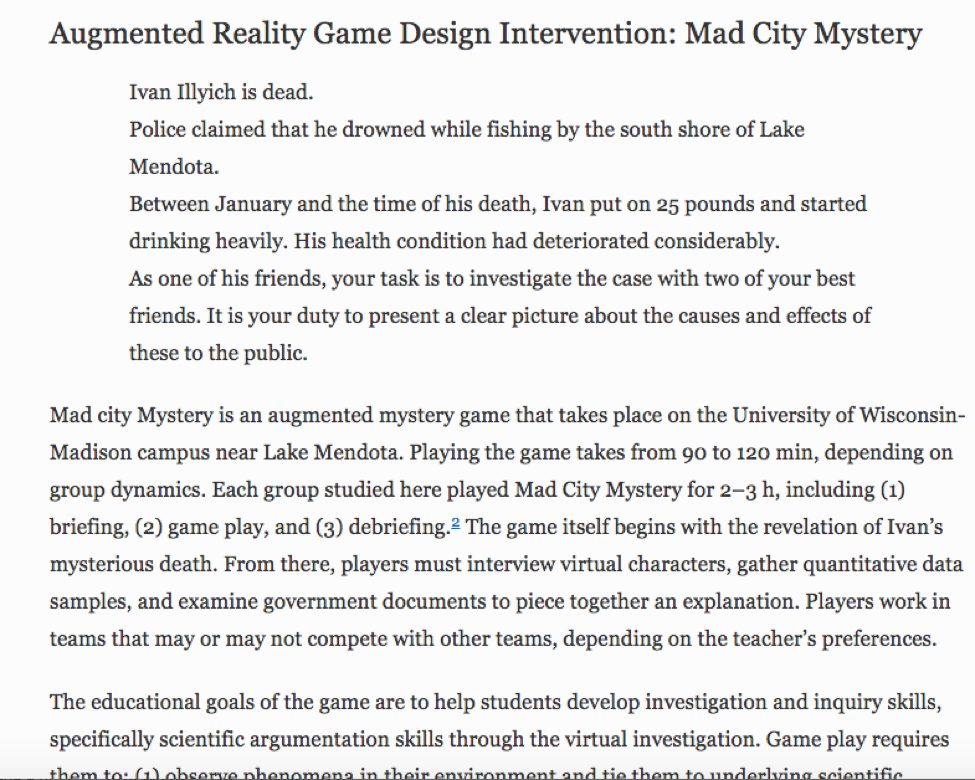 Augmented Reality Game Design Intervention: Mad City Mystery
Ivan Illyich is dead.
Police claimed that he drowned while fishing by the south shore of Lake
Mendota.
Between January and the time of his death, Ivan put on 25 pounds and started
drinking heavily. His health condition had deteriorated considerably.
As one of his friends, your task is to investigate the case with two of your best
friends. It is your duty to present a clear picture about the causes and effects of
these to the public.
Mad city Mystery is an augmented mystery game that takes place on the University of Wisconsin-
Madison campus near Lake Mendota. Playing the game takes from 90 to 120 min, depending on
group dynamics. Each group studied here played Mad City Mystery for 2–3 h, including (1)
briefing, (2) game play, and (3) debriefing.2 The game itself begins with the revelation of Ivan’s
mysterious death. From there, players must interview virtual characters, gather quantitative data
samples, and examine government documents to piece together an explanation. Players work in
teams that may or may not compete with other teams, depending on the teacher’s preferences.
The educational goals of the game are to help students develop investigation and inquiry skills,
specifically scientific argumentation skills through the virtual investigation. Game play requires
them to: (1) observe phenomena in their environment and tie them to underlying scientific